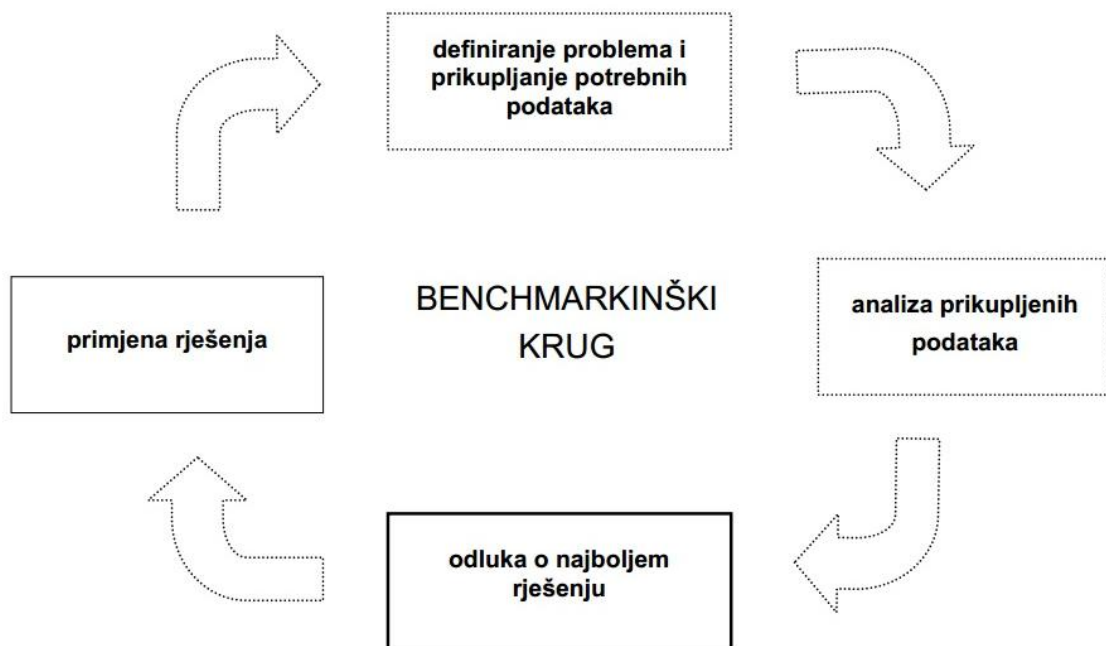 definiranje problema i
prikupljanje potrebnih
podataka
BENCHMARKINŠKI
KRUG
analiza prikupljenih
podataka
primjena rješenja
odluka o najboljem
rješenju